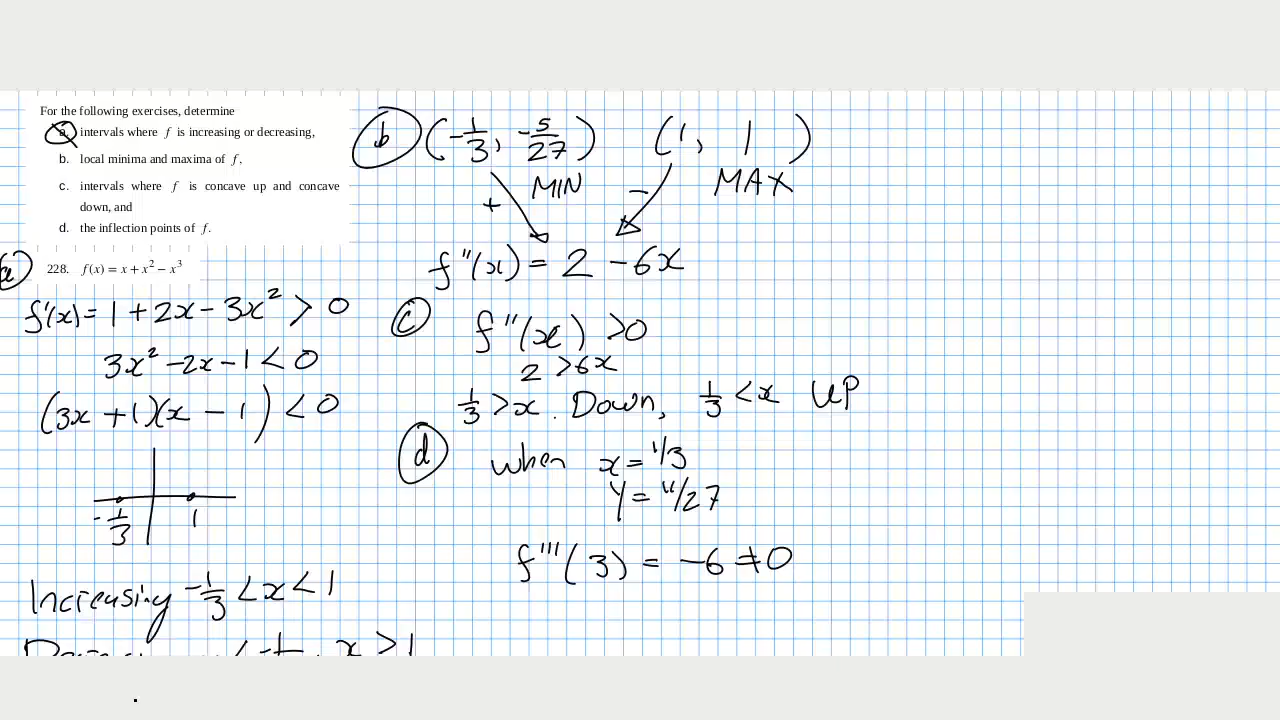 For the following exercises, determine
a. intervals where f is increasing or decreasing,
b. local minima and maxima of f,
c. intervals where f is concave up and concave
down, and
d. the inflection points of f.
a
228. f(x) = x + x² − x³
f'(x) = 1 + 2x − 3x² > 0
3x² − 2x − 1 < 0
(3x + 1)(x − 1) < 0
−1/3 1
Increasing −1/3 < x < 1
x > 1
b (−1/3, −5/27) (1, 1)
MIN MAX
+ −
f''(x) = 2 − 6x
c
f''(x) > 0
2 > 6x
1/3 > x. Down, 1/3 < x UP
d when x = 1/3
y = 11/27
f'''(3) = −6 ≠ 0